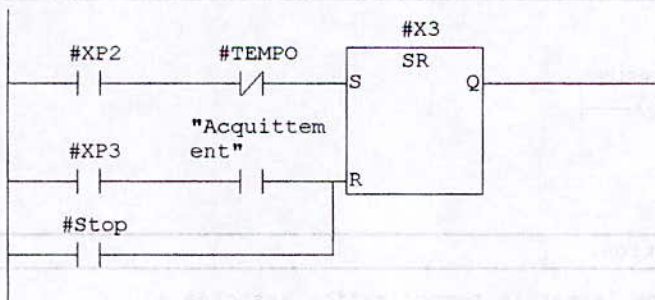 #X3
#XP2 #TEMPO SR
S Q
"Acquittem
#XP3 ent"
R
#Stop